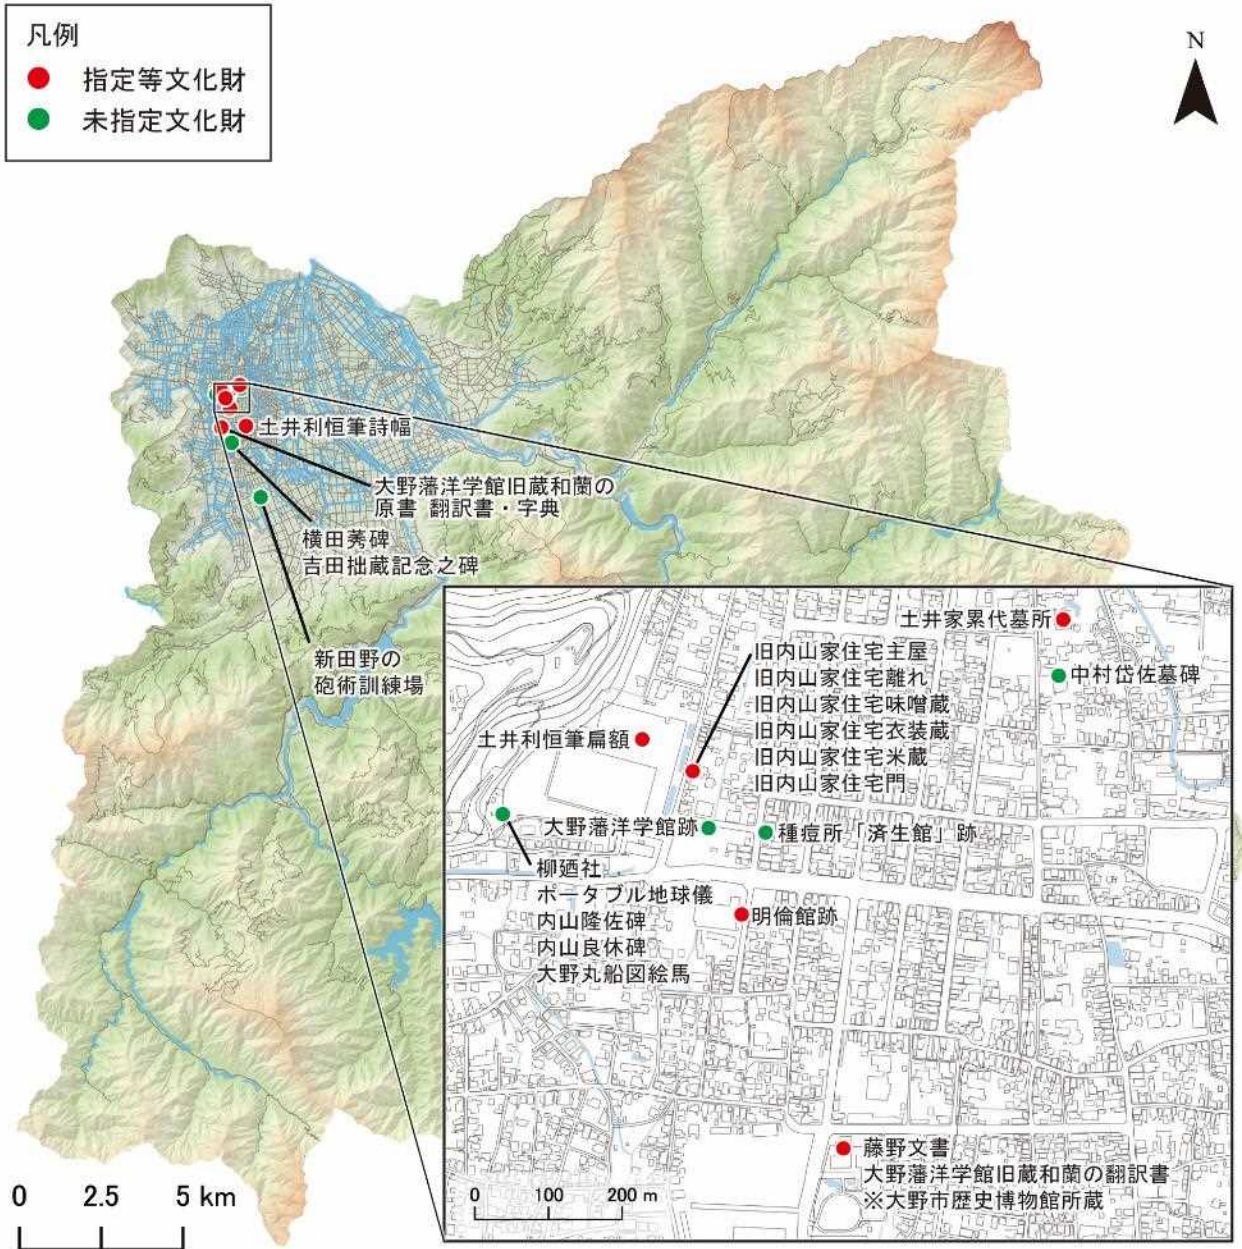 凡例
指定等文化財
未指定文化財
N
土井利恒筆詩幅
大野藩洋学館旧蔵和蘭の
原書 翻訳書・字典
横田莠碑
吉田拙蔵記念之碑
新田野の
砲術訓練場
土井家累代墓所
中村岱佐墓碑
旧内山家住宅主屋
旧内山家住宅離れ
旧内山家住宅味噌蔵
旧内山家住宅衣装蔵
旧内山家住宅米蔵
旧内山家住宅門
土井利恒筆扁額
大野藩洋学館跡
種痘所「済生館」跡
柳廼社
ポータブル地球儀
内山隆佐碑
内山良休碑
大野丸船図絵馬
明倫館跡
藤野文書
大野藩洋学館旧蔵和蘭の翻訳書
※大野市歴史博物館所蔵
0 100 200 m
0 2.5 5 km